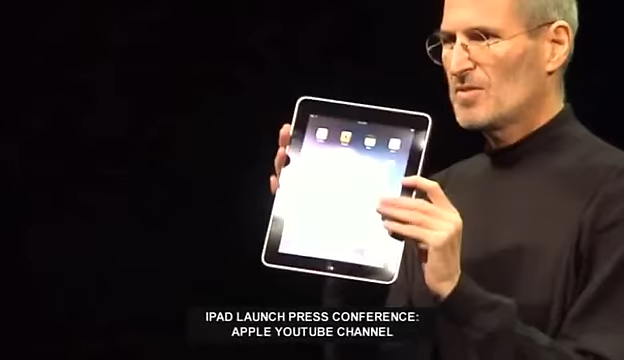 IPAD LAUNCH PRESS CONFERENCE:
APPLE YOUTUBE CHANNEL